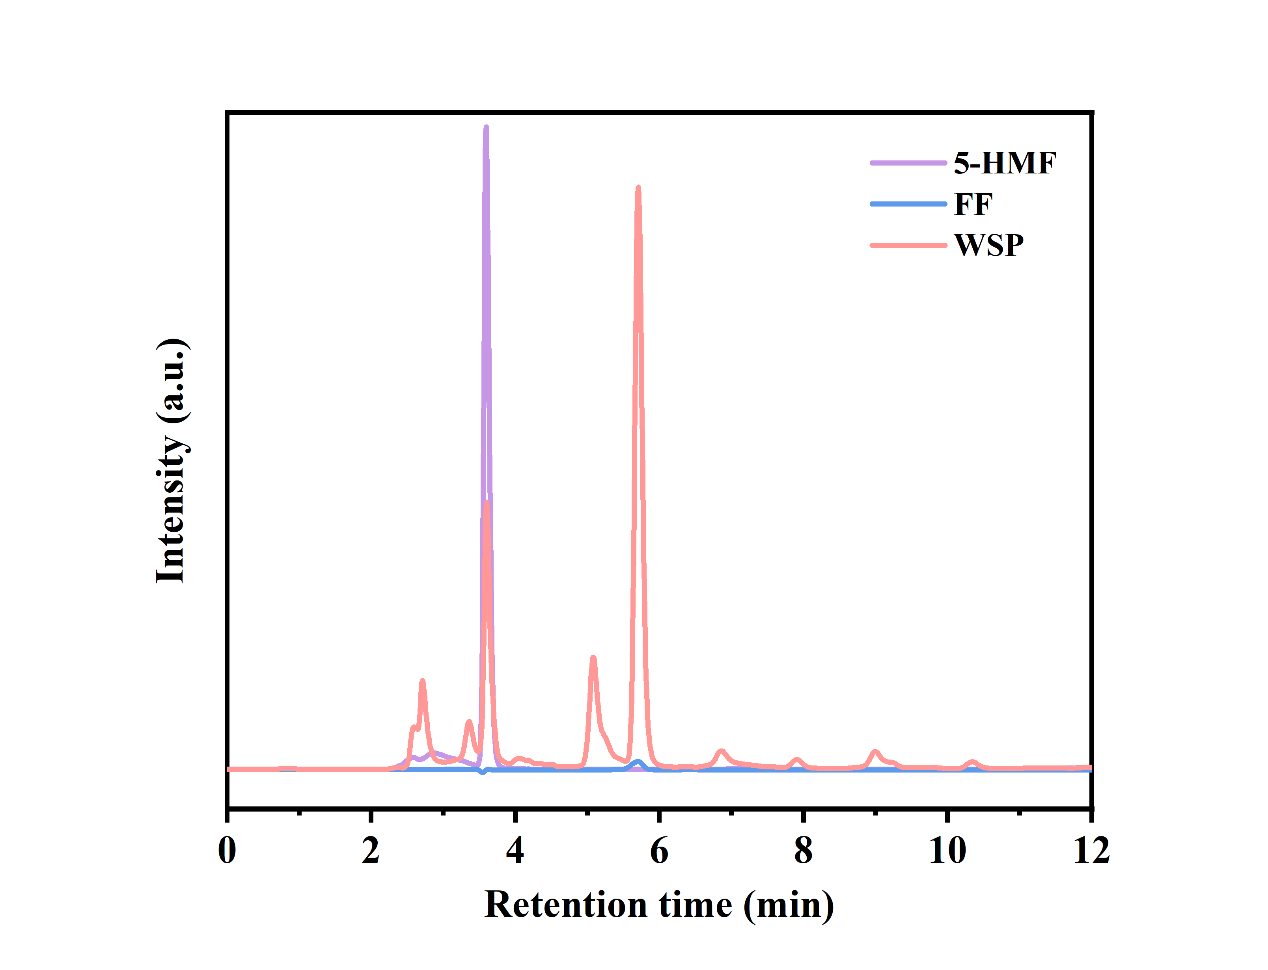 5-HMF
FF
WSP
Intensity (a.u.)
0 2 4 6 8 10 12
Retention time (min)